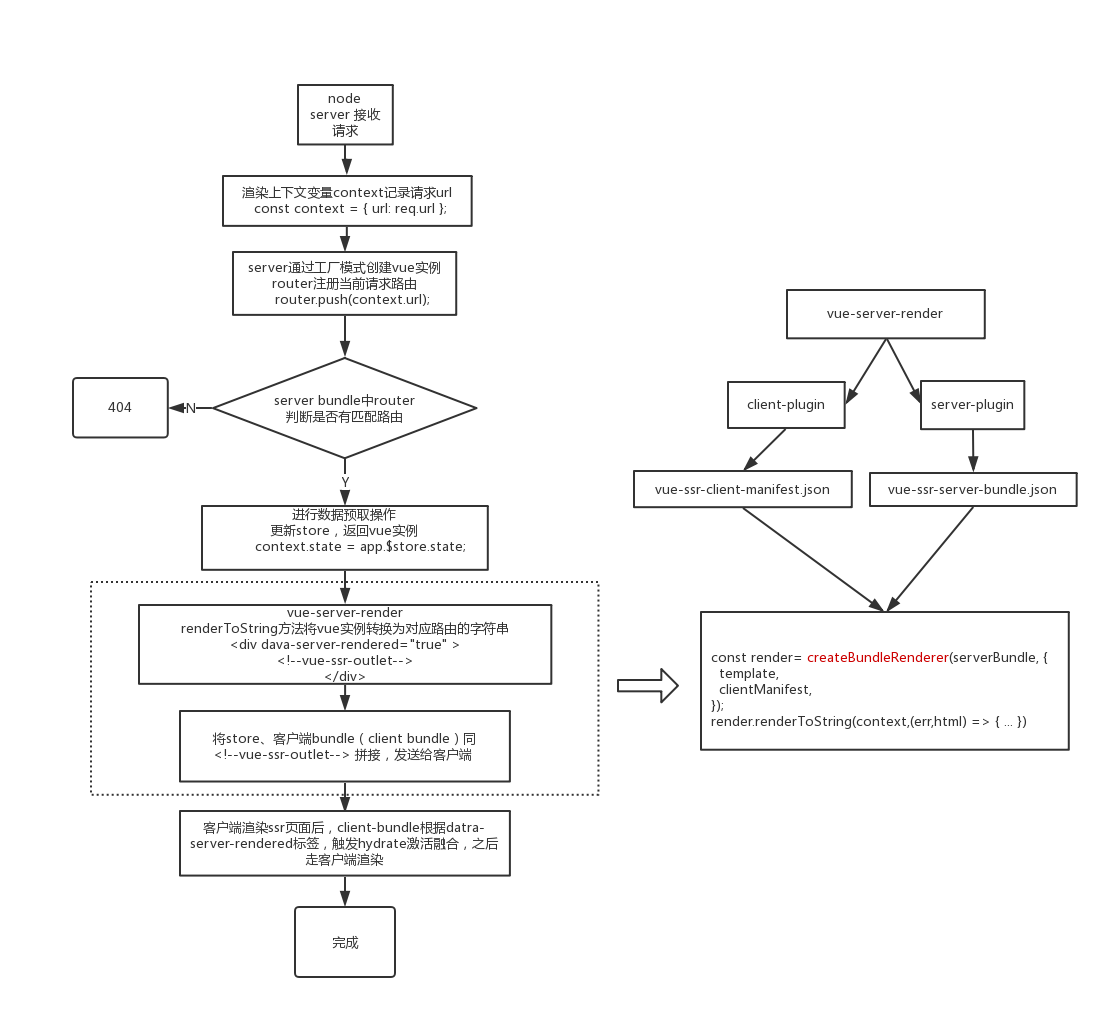 node
server 接收
请求
渲染上下文变量context记录请求url
const context = { url: req.url };
server通过工厂模式创建vue实例
router注册当前请求路由
router.push(context.url);
server bundle中router
判断是否有匹配路由
N
404
Y
进行数据预取操作
更新store，返回vue实例
context.state = app.$store.state;
vue-server-render
renderToString方法将vue实例转换为对应路由的字符串
<div dava-server-rendered="true" >
<!--vue-ssr-outlet-->
</div>
将store、客户端bundle（client bundle）同
<!--vue-ssr-outlet--> 拼接，发送给客户端
客户端渲染ssr页面后，client-bundle根据datra-
server-rendered标签，触发hydrate激活融合，之后
走客户端渲染
完成
vue-server-render
client-plugin
server-plugin
vue-ssr-client-manifest.json
vue-ssr-server-bundle.json
const render= createBundleRenderer(serverBundle, {
template,
clientManifest,
});
render.renderToString(context,(err,html) => { ... })